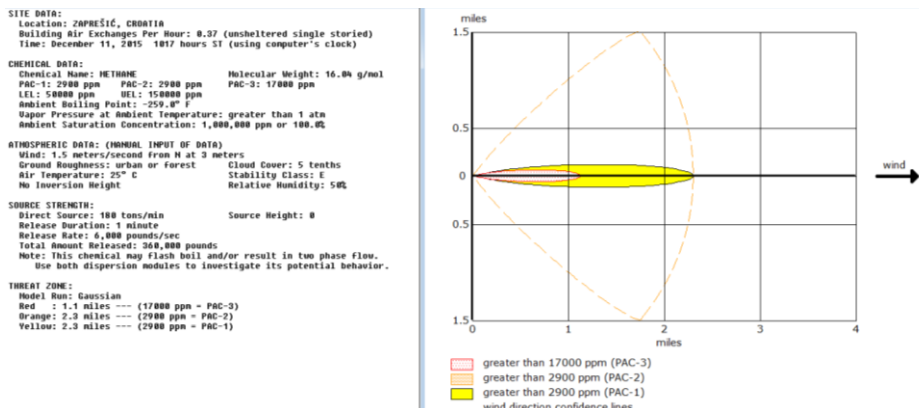 SITE DATA:
Location: ZAPREŠIĆ, CROATIA
Building Air Exchanges Per Hour: 0.37 (unsheltered single storied)
Time: December 11, 2015 1017 hours ST (using computer's clock)
CHEMICAL DATA:
Chemical Name: METHANE Molecular Weight: 16.04 g/mol
PAC-1: 2900 ppm PAC-2: 2900 ppm PAC-3: 17000 ppm
LEL: 50000 ppm UEL: 150000 ppm
Ambient Boiling Point: -259.0° F
Vapor Pressure at Ambient Temperature: greater than 1 atm
Ambient Saturation Concentration: 1,000,000 ppm or 100.0%
ATMOSPHERIC DATA: (MANUAL INPUT OF DATA)
Wind: 1.5 meters/second from N at 3 meters
Ground Roughness: urban or forest Cloud Cover: 5 tenths
Air Temperature: 25° C Stability Class: E
No Inversion Height Relative Humidity: 50%
SOURCE STRENGTH:
Direct Source: 180 tons/min Source Height: 0
Release Duration: 1 minute
Release Rate: 6,000 pounds/sec
Total Amount Released: 360,000 pounds
Note: This chemical may flash boil and/or result in two phase flow.
Use both dispersion modules to investigate its potential behavior.
THREAT ZONE:
Model Run: Gaussian
Red : 1.1 miles --- (17000 ppm = PAC-3)
Orange: 2.3 miles --- (2900 ppm = PAC-2)
Yellow: 2.3 miles --- (2900 ppm = PAC-1)
miles
1.5
0.5
0
0.5
1.5
wind
0 1 2 3 4
miles
greater than 17000 ppm (PAC-3)
greater than 2900 ppm (PAC-2)
greater than 2900 ppm (PAC-1)
wind direction confidence lines